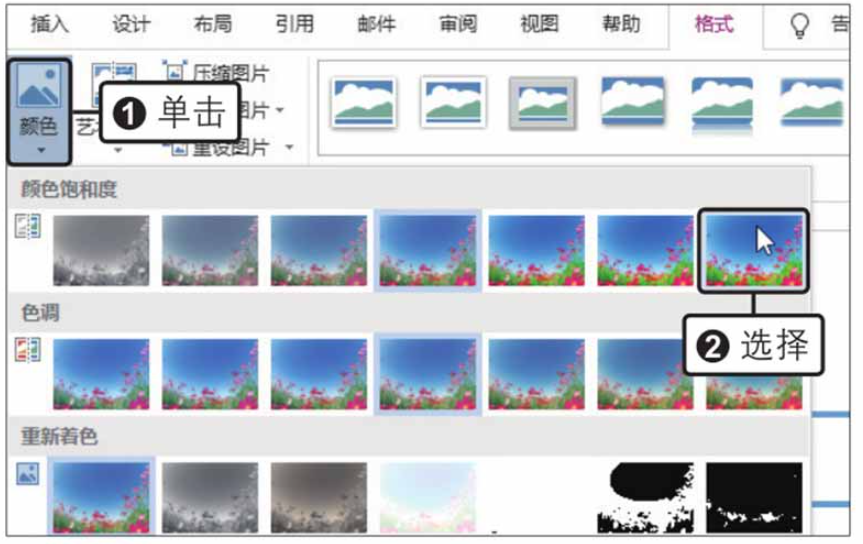 插入 设计 布局 引用 邮件 审阅 视图 帮助 格式 告
颜色
艺
压缩图片
图片
重设图片
❶ 单击
颜色饱和度
色调
❷ 选择
重新着色